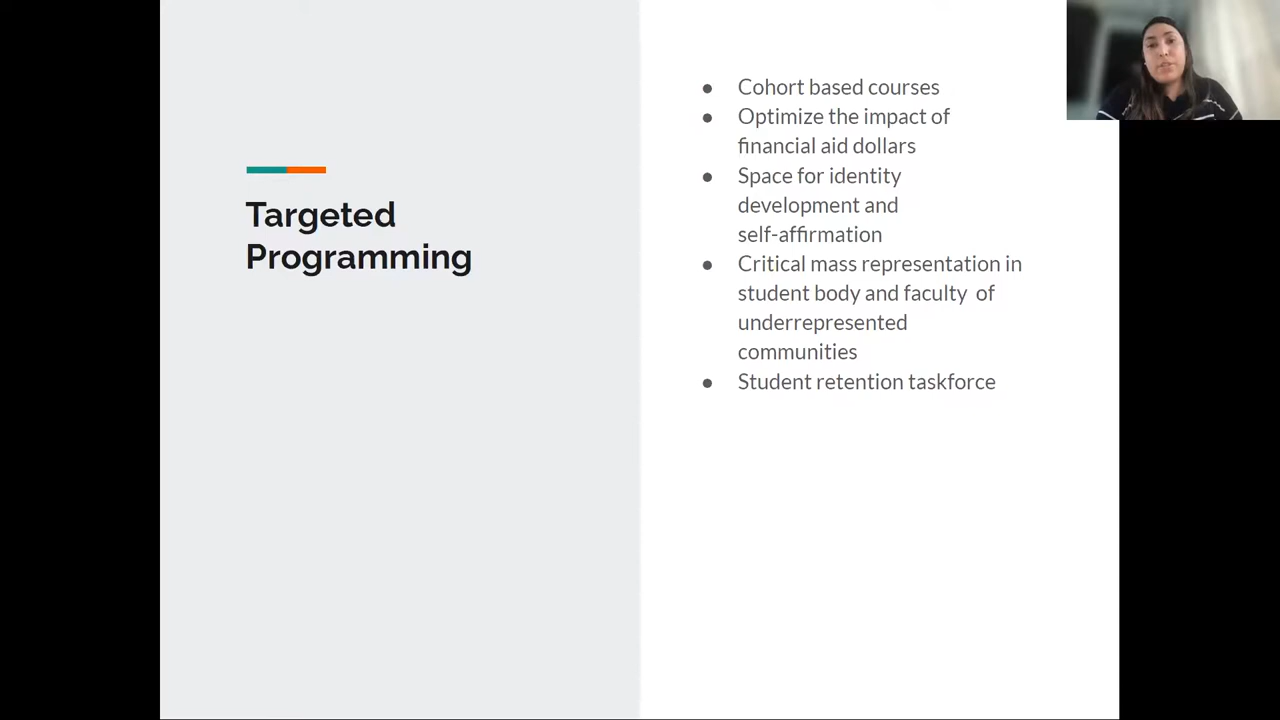 Targeted
Programming
● Cohort based courses
● Optimize the impact of
financial aid dollars
● Space for identity
development and
self-affirmation
● Critical mass representation in
student body and faculty of
underrepresented
communities
● Student retention taskforce